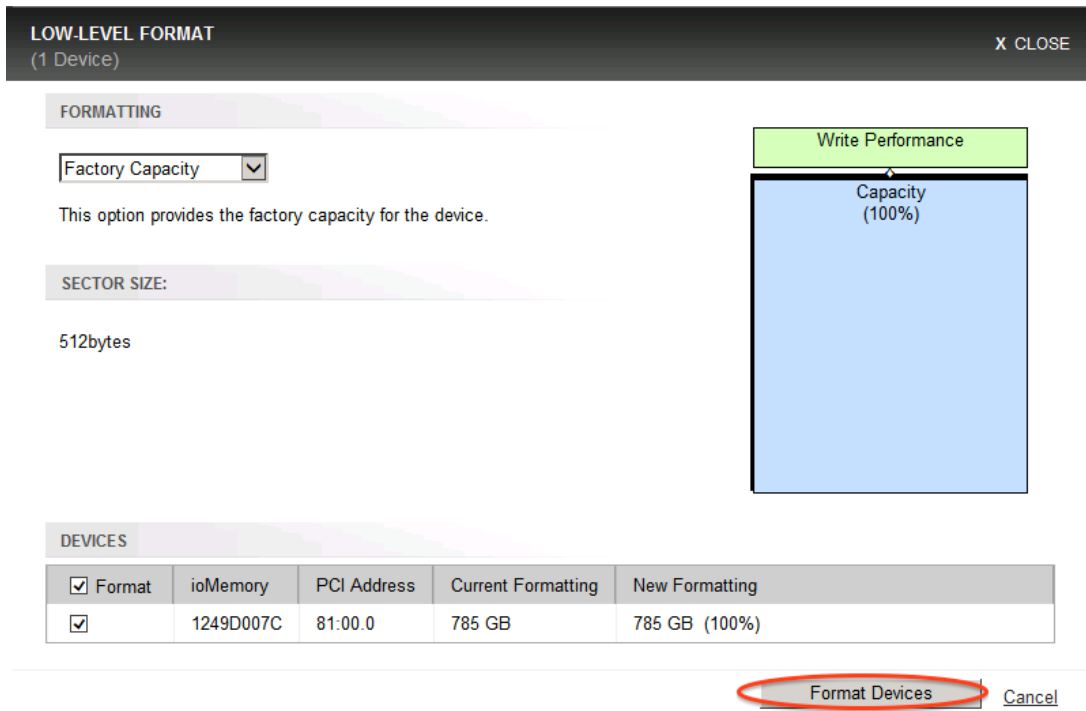 LOW-LEVEL FORMAT
(1 Device)
X CLOSE
FORMATTING
Factory Capacity
This option provides the factory capacity for the device.
Write Performance
Capacity
(100%)
SECTOR SIZE:
512bytes
DEVICES
Format ioMemory PCI Address Current Formatting New Formatting
1249D007C 81:00.0 785 GB 785 GB (100%)
Format Devices Cancel